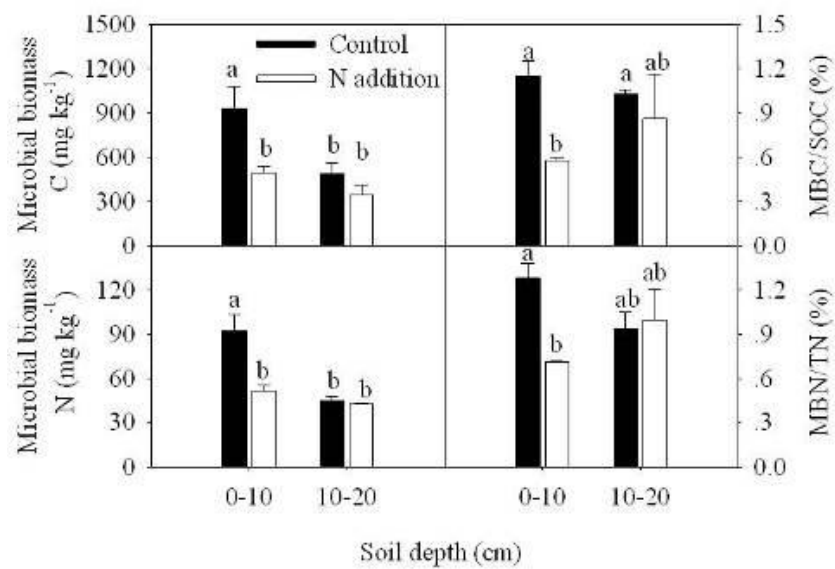 Microbial biomass
C (mg kg-1)
1500
1200
900
600
300
0
Control
N addition
a
b
b
b
a
b
a
ab
1.5
1.2
.9
.6
.3
0.0
MBC/SOC (%)
Microbial biomass
N (mg kg-1)
120
90
60
30
0
a
b
b
b
a
b
ab
ab
1.2
.9
.6
.3
0.0
MBN/TN (%)
0-10
10-20
0-10
10-20
Soil depth (cm)